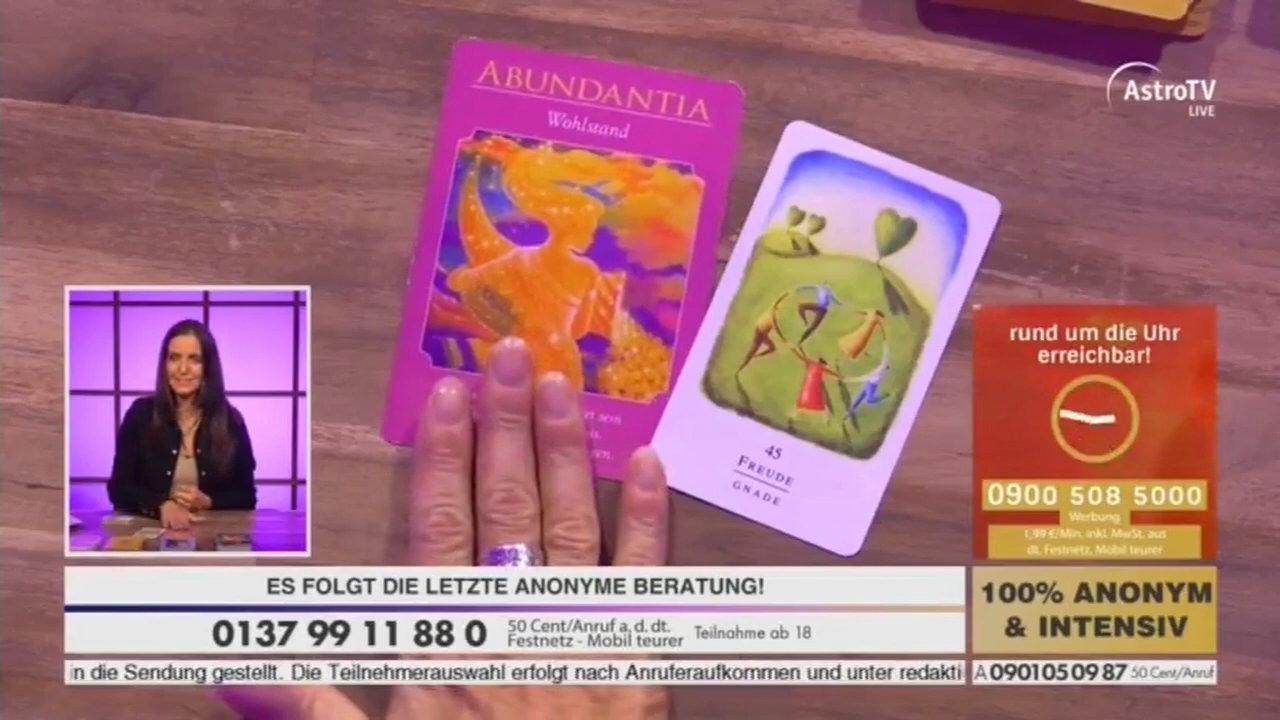 ABUNDANTIA
Wohlstand
AstroTV
LIVE
45
FREUDE
GNADE
rund um die Uhr
erreichbar!
0900 508 5000
Werbung
1,99 €/Min. inkl. MwSt. aus
dt. Festnetz, Mobil teurer
ES FOLGT DIE LETZTE ANONYME BERATUNG!
0137 99 11 88 0
50 Cent/Anruf a. d. dt.
Festnetz - Mobil teurer
Teilnahme ab 18
100% ANONYM
& INTENSIV
in die Sendung gestellt. Die Teilnehmerauswahl erfolgt nach Anruferaufkommen und unter redakti
A 09010 5 09 87 50 Cent/Anruf